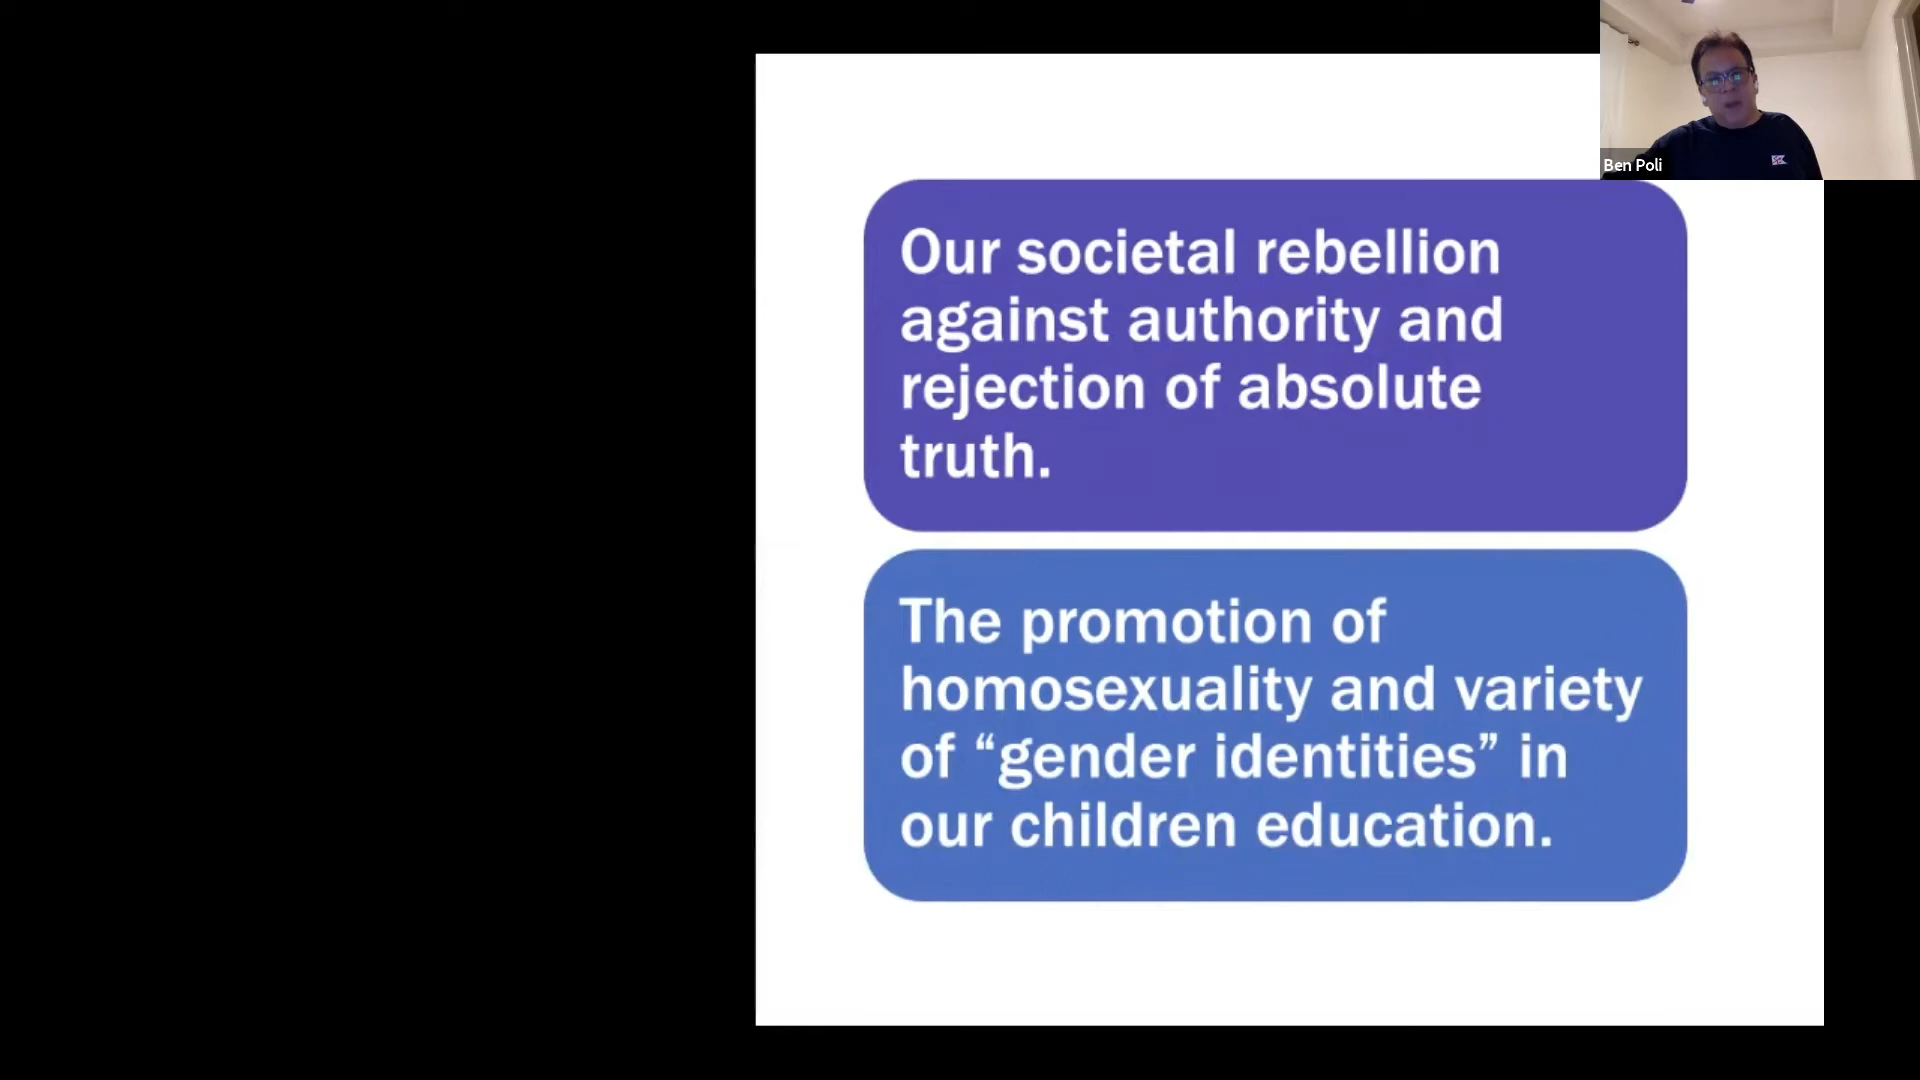 Ben Poli
Our societal rebellion
against authority and
rejection of absolute
truth.
The promotion of
homosexuality and variety
of “gender identities” in
our children education.